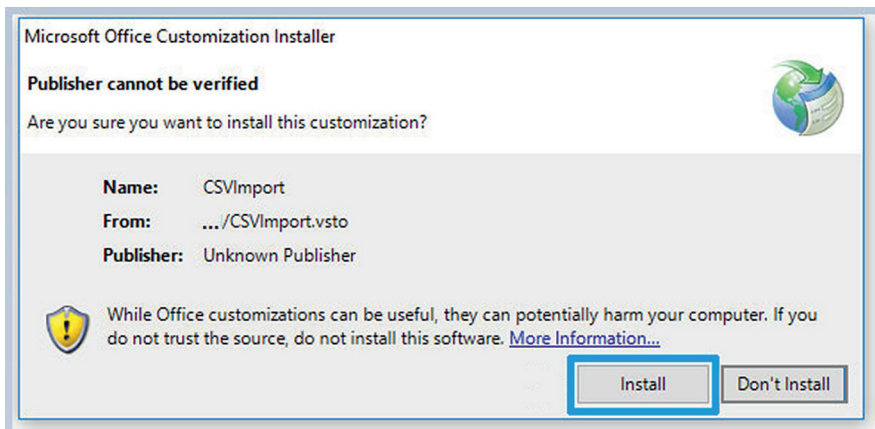 Microsoft Office Customization Installer
Publisher cannot be verified
Are you sure you want to install this customization?
Name: CSVImport
From: .../CSVImport.vsto
Publisher: Unknown Publisher
While Office customizations can be useful, they can potentially harm your computer. If you
do not trust the source, do not install this software. More Information...
Install Don't Install